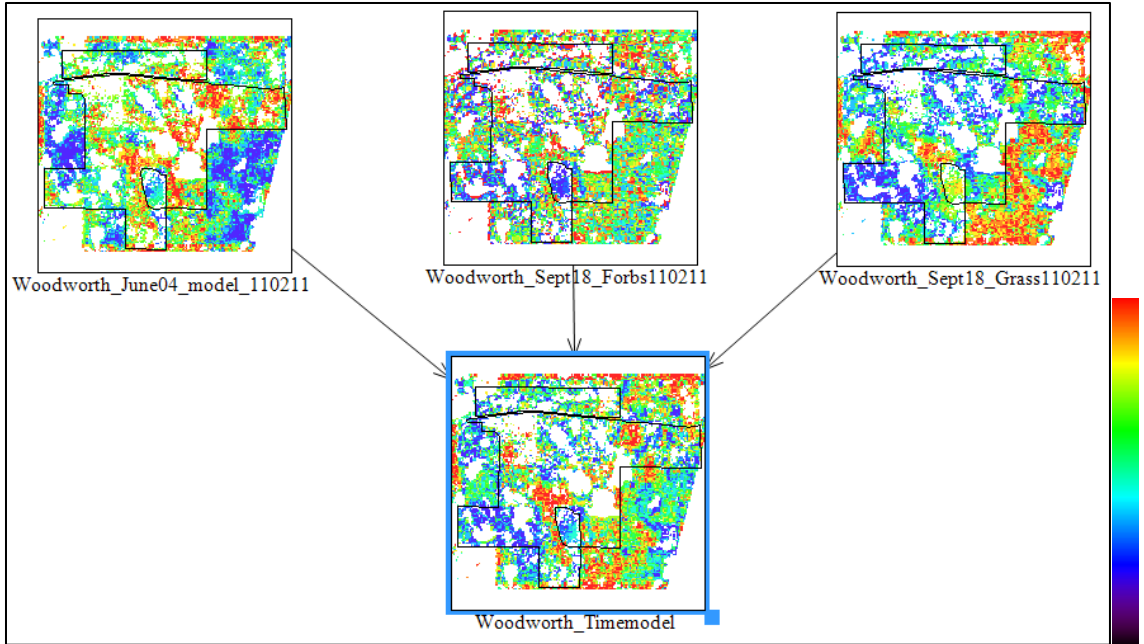 Woodworth_June04_model_110211
Woodworth_Sept18_Forbs110211
Woodworth_Sept18_Grass110211
Woodworth_Timemodel